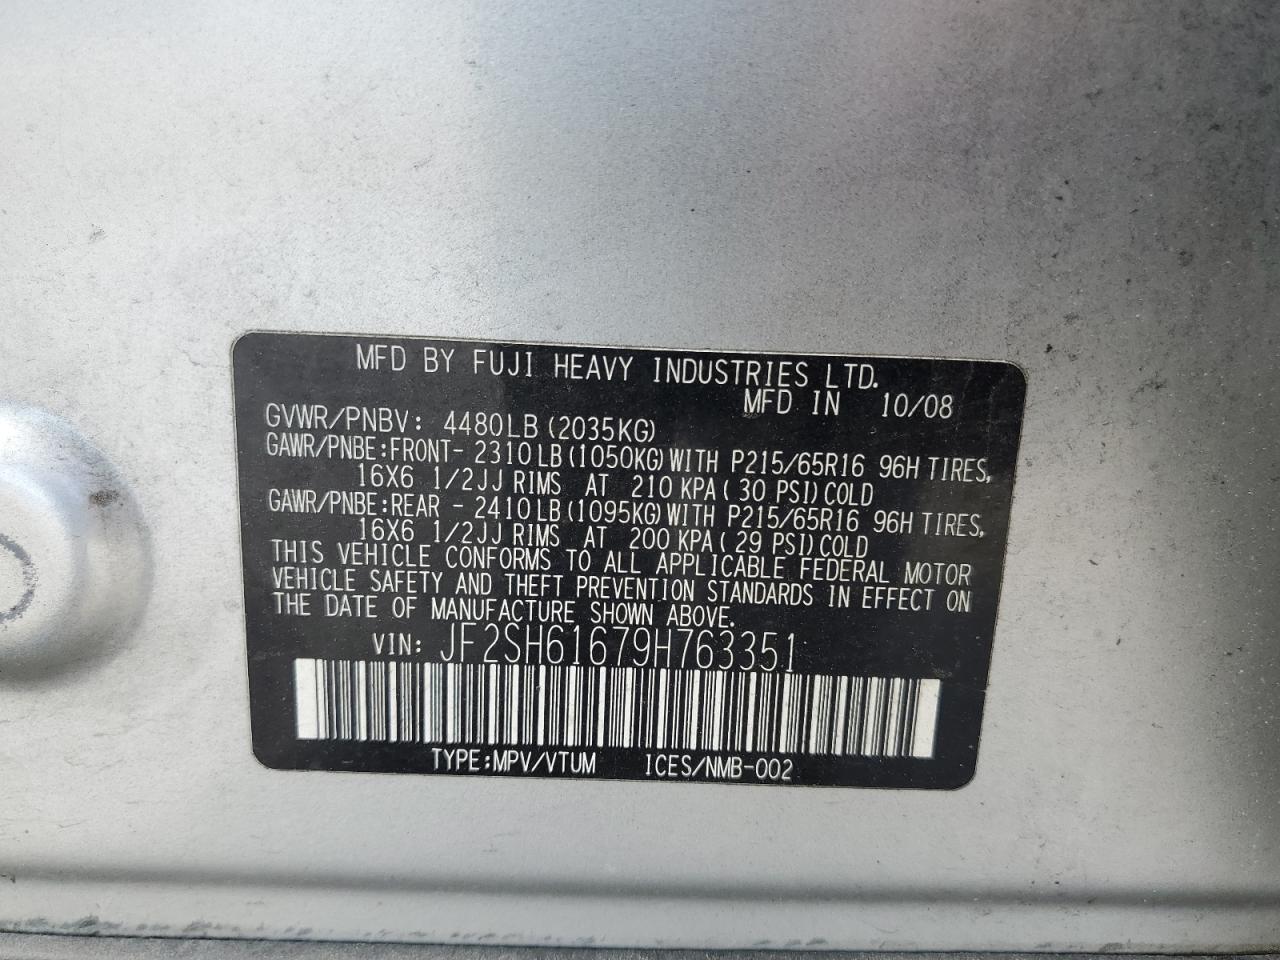 MFD BY FUJI HEAVY INDUSTRIES LTD.
MFD IN 10/08
GVWR/PNBV: 4480LB(2035KG)
GAWR/PNBE:FRONT- 2310LB(1050KG)WITH P215/65R16 96H TIRES,
16X6 1/2JJ RIMS AT 210 KPA( 30 PSI)COLD
GAWR/PNBE:REAR - 2410LB(1095KG)WITH P215/65R16 96H TIRES,
16X6 1/2JJ RIMS AT 200 KPA( 29 PSI)COLD
THIS VEHICLE CONFORMS TO ALL APPLICABLE FEDERAL MOTOR
VEHICLE SAFETY AND THEFT PREVENTION STANDARDS IN EFFECT ON
THE DATE OF MANUFACTURE SHOWN ABOVE.
VIN: JF2SH61679H763351
TYPE:MPV/VTUM ICES/NMB-002